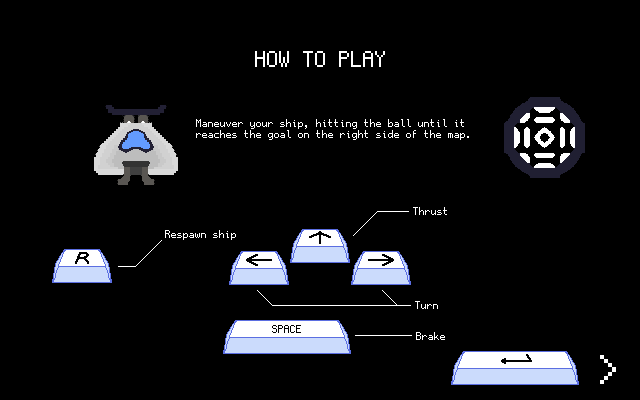 HOW TO PLAY
Maneuver your ship, hitting the ball until it
reaches the goal on the right side of the map.
Thrust
Respawn ship
R
Turn
SPACE
Brake